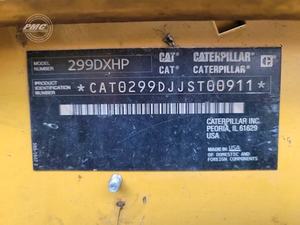 PMC
MODEL NUMBER 299DXHP CAT CATERPILLAR
CAT CATERPILLAR
PRODUCT IDENTIFICATION NUMBER *CAT0299DJJST00911*
CATERPILLAR INC.
PEORIA, IL 61629
USA
MADE IN USA
OF DOMESTIC AND
FOREIGN COMPONENTS